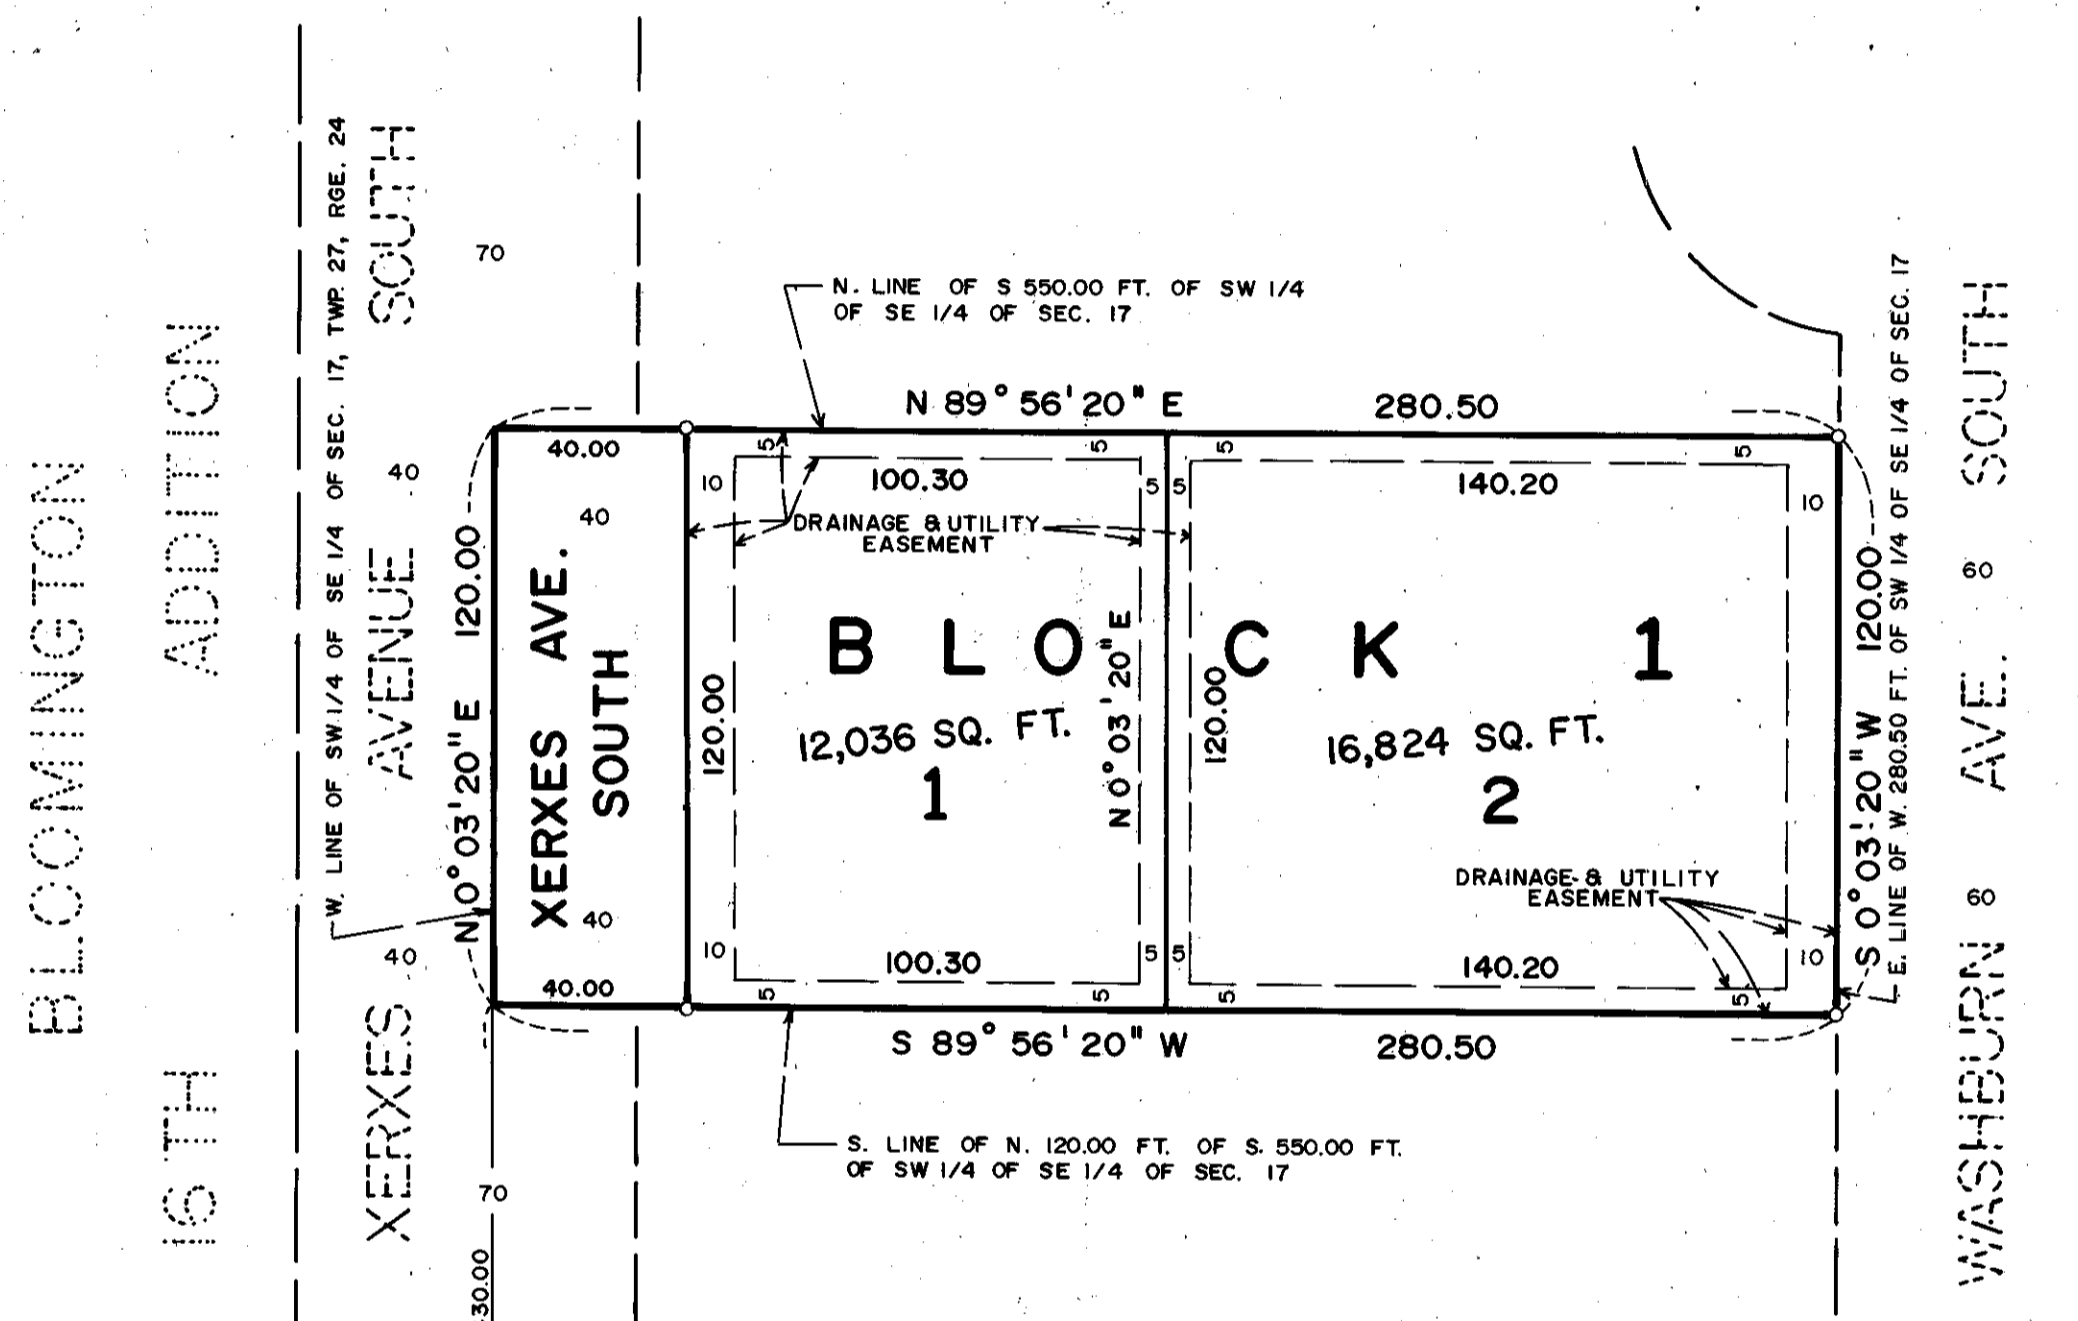 BLOOMINGTON
16 TH ADDITION
W. LINE OF SW 1/4 OF SE 1/4 OF SEC. 17, TWP. 27, RGE. 24
XERXES AVENUE SOUTH
70
N. LINE OF S 550.00 FT. OF SW 1/4
OF SE 1/4 OF SEC. 17
N 89° 56' 20" E 280.50
40.00
5
5
5
5
40
10
100.30
5
5
140.20
10
40
DRAINAGE & UTILITY
EASEMENT
N 0° 03' 20" E 120.00
XERXES AVE.
SOUTH
BLOCK 1
120.00
12,036 SQ. FT.
1
N 0° 03' 20" E
120.00
16,824 SQ. FT.
2
DRAINAGE & UTILITY
EASEMENT
S 0° 03' 20" W 120.00
E. LINE OF W. 280.50 FT. OF SW 1/4 OF SE 1/4 OF SEC. 17
60
60
WASHBURN AVE. SOUTH
40
40
10
100.30
5
5
140.20
10
40.00
5
5
5
5
S 89° 56' 20" W 280.50
S. LINE OF N. 120.00 FT. OF S. 550.00 FT.
OF SW 1/4 OF SE 1/4 OF SEC. 17
70
30.00